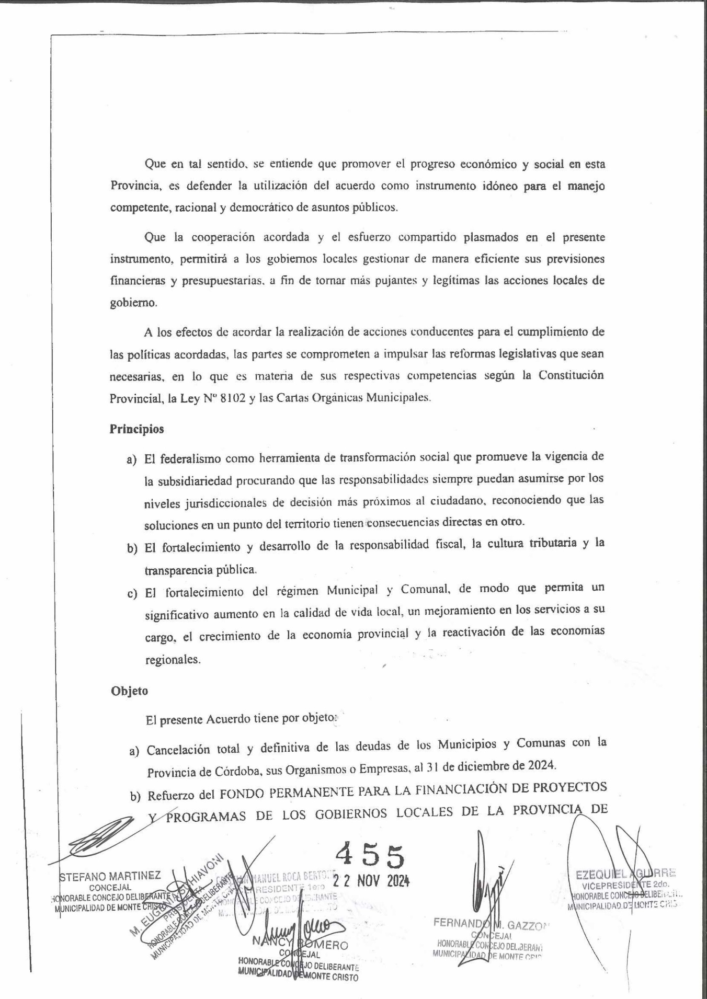 Que en tal sentido, se entiende que promover el progreso económico y social en esta
Provincia, es defender la utilización del acuerdo como instrumento idóneo para el manejo
competente, racional y democrático de asuntos públicos.
Que la cooperación acordada y el esfuerzo compartido plasmados en el presente
instrumento, permitirá a los gobiernos locales gestionar de manera eficiente sus previsiones
financieras y presupuestarias, a fin de tornar más pujantes y legítimas las acciones locales de
gobierno.
A los efectos de acordar la realización de acciones conducentes para el cumplimiento de
las políticas acordadas, las partes se comprometen a impulsar las reformas legislativas que sean
necesarias, en lo que es materia de sus respectivas competencias según la Constitución
Provincial, la Ley Nº 8102 y las Cartas Orgánicas Municipales.
Principios
a) El federalismo como herramienta de transformación social que promueve la vigencia de
la subsidiariedad procurando que las responsabilidades siempre puedan asumirse por los
niveles jurisdiccionales de decisión más próximos al ciudadano, reconociendo que las
soluciones en un punto del territorio tienen consecuencias directas en otro.
b) El fortalecimiento y desarrollo de la responsabilidad fiscal, la cultura tributaria y la
transparencia pública.
c) El fortalecimiento del régimen Municipal y Comunal, de modo que permita un
significativo aumento en la calidad de vida local, un mejoramiento en los servicios a su
cargo, el crecimiento de la economía provincial y la reactivación de las economías
regionales.
Objeto
El presente Acuerdo tiene por objeto:
a) Cancelación total y definitiva de las deudas de los Municipios y Comunas con la
Provincia de Córdoba, sus Organismos o Empresas, al 31 de diciembre de 2024.
b) Refuerzo del FONDO PERMANENTE PARA LA FINANCIACIÓN DE PROYECTOS
Y PROGRAMAS DE LOS GOBIERNOS LOCALES DE LA PROVINCIA DE
455
22 NOV 2024
STEFANO MARTINEZ
CONCEJAL
HONORABLE CONCEJO DELIBERANTE
MUNICIPALIDAD DE MONTE CRISTO
M. EUGENIA SCHIAVONI
PRESIDENTA
HONORABLE CONCEJO DELIBERANTE
MUNICIPALIDAD DE MONTE
MANUEL ROCA
PRESIDENTE 1ero
CONCEJO DELIBERANTE
NANCY ROMERO
CONCEJAL
HONORABLE CONCEJO DELIBERANTE
MUNICIPALIDAD DE MONTE CRISTO
FERNANDO M. GAZZON
CONCEJAL
HONORABLE CONCEJO DELIBERAN
MUNICIPALIDAD DE MONTE CRIS
EZEQUIEL AGUIRRE
VICEPRESIDENTE 2do.
HONORABLE CONCEJO DELIBER
MUNICIPALIDAD DE MONTE CRIS